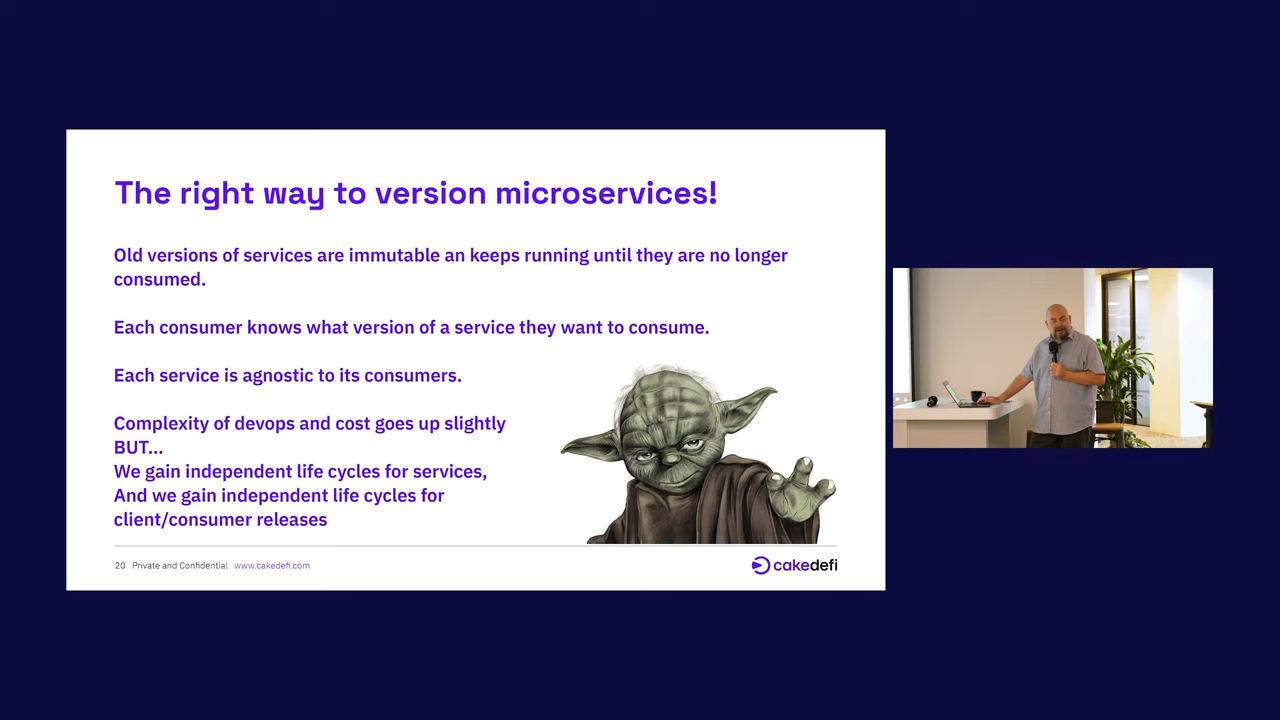 The right way to version microservices!
Old versions of services are immutable an keeps running until they are no longer
consumed.
Each consumer knows what version of a service they want to consume.
Each service is agnostic to its consumers.
Complexity of devops and cost goes up slightly
BUT...
We gain independent life cycles for services,
And we gain independent life cycles for
client/consumer releases
20 Private and Confidential www.cakedefi.com
cakedefi